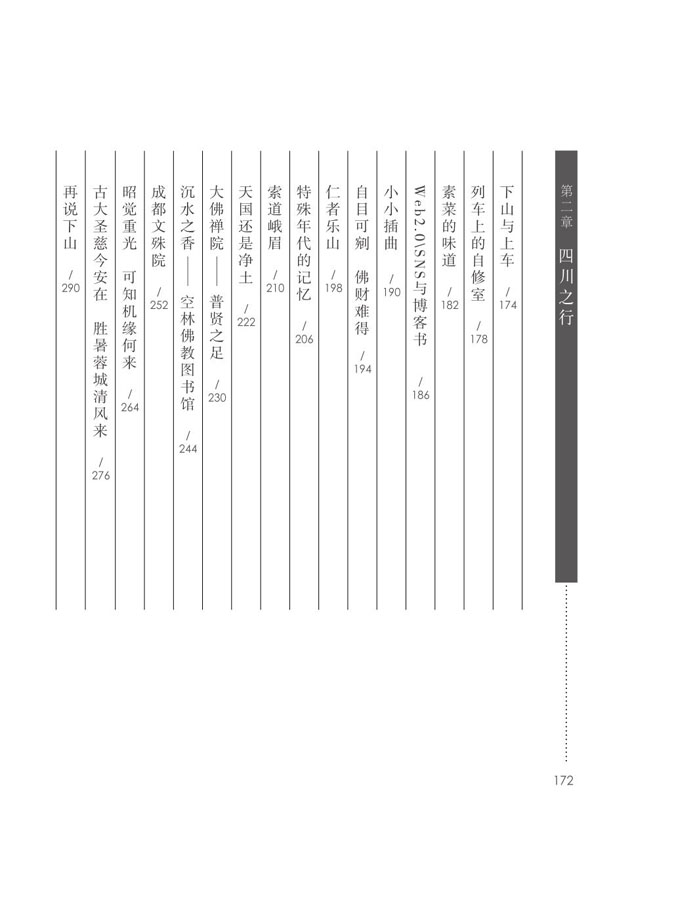 第二章 四川之行
172
下山与上车 / 174
列车上的自修室 / 178
素菜的味道 / 182
Web2.0\SNS与博客书 / 186
小小插曲 / 190
自目可剜 佛财难得 / 194
仁者乐山 / 198
特殊年代的记忆 / 206
索道峨眉 / 210
天国还是净土 / 222
大佛禅院——普贤之足 / 230
沉水之香——空林佛教图书馆 / 244
成都文殊院 / 252
昭觉重光 可知机缘何来 / 264
古大圣慈今安在 胜暑蓉城清风来 / 276
再说下山 / 290